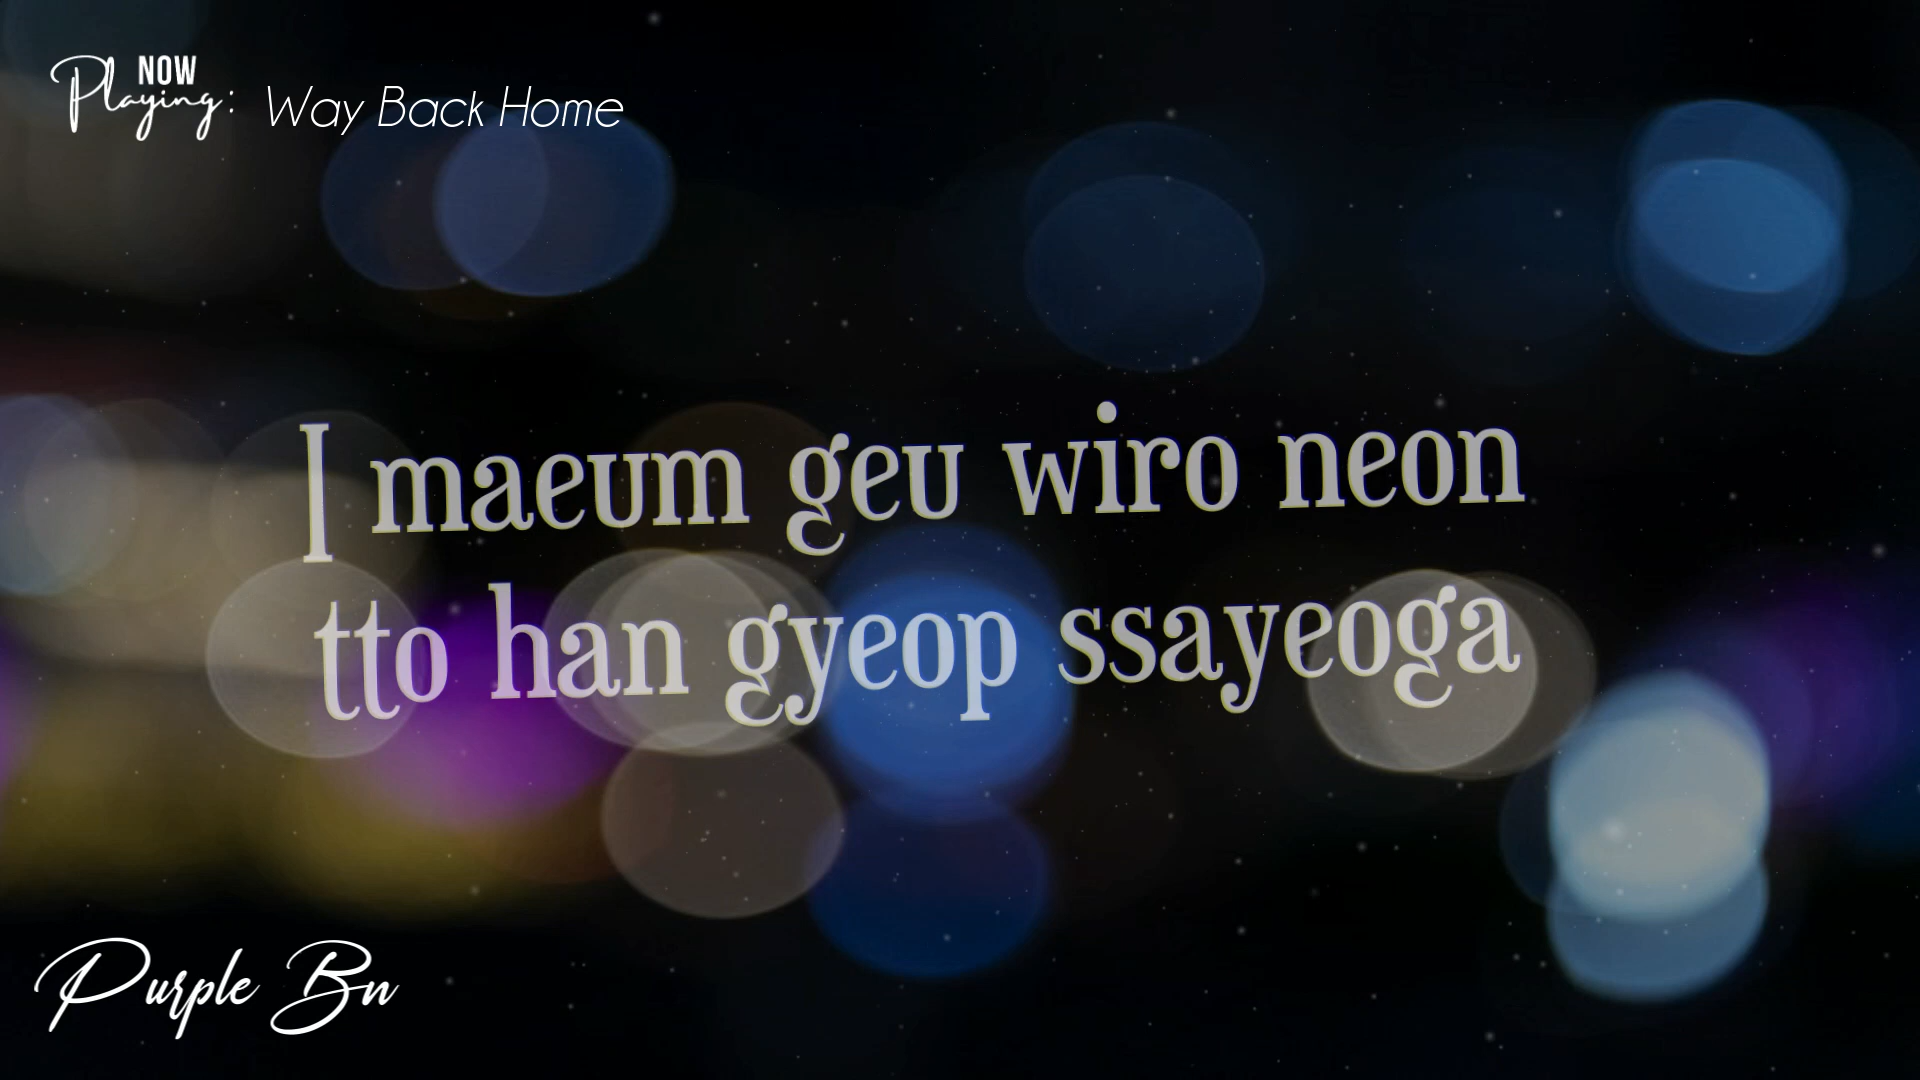 NOW
Playing: Way Back Home
I maeum geu wiro neon
tto han gyeop ssayeoga
Purple Bn